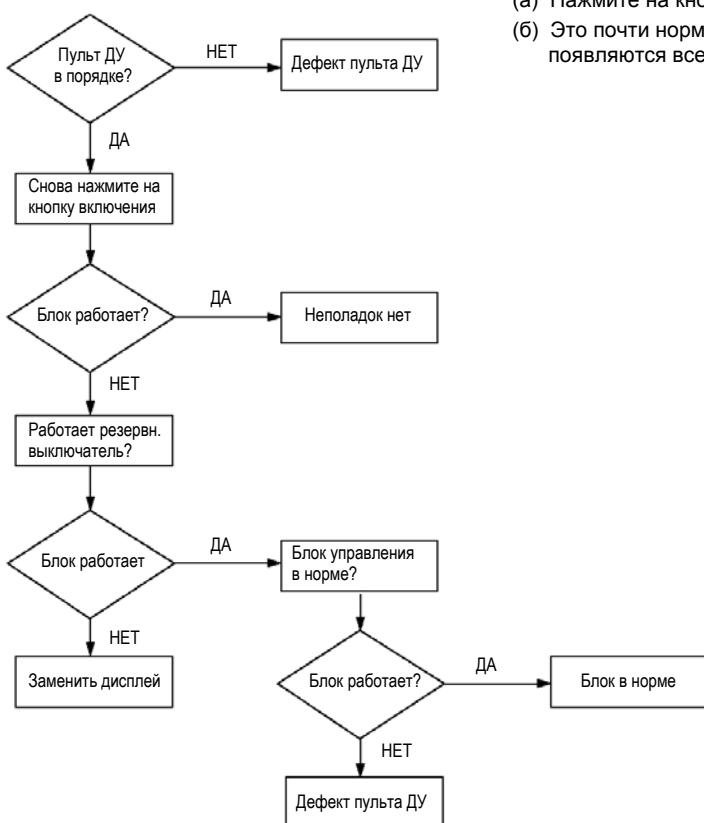 (а) Нажмите на кно
(б) Это почти норм
появляются все
Пульт ДУ
в порядке?
НЕТ
Дефект пульта ДУ
ДА
Снова нажмите на
кнопку включения
Блок работает?
ДА
Неполадок нет
НЕТ
Работает резервн.
выключатель?
Блок работает
ДА
Блок управления
в норме?
НЕТ
Заменить дисплей
Блок работает?
ДА
Блок в норме
НЕТ
Дефект пульта ДУ